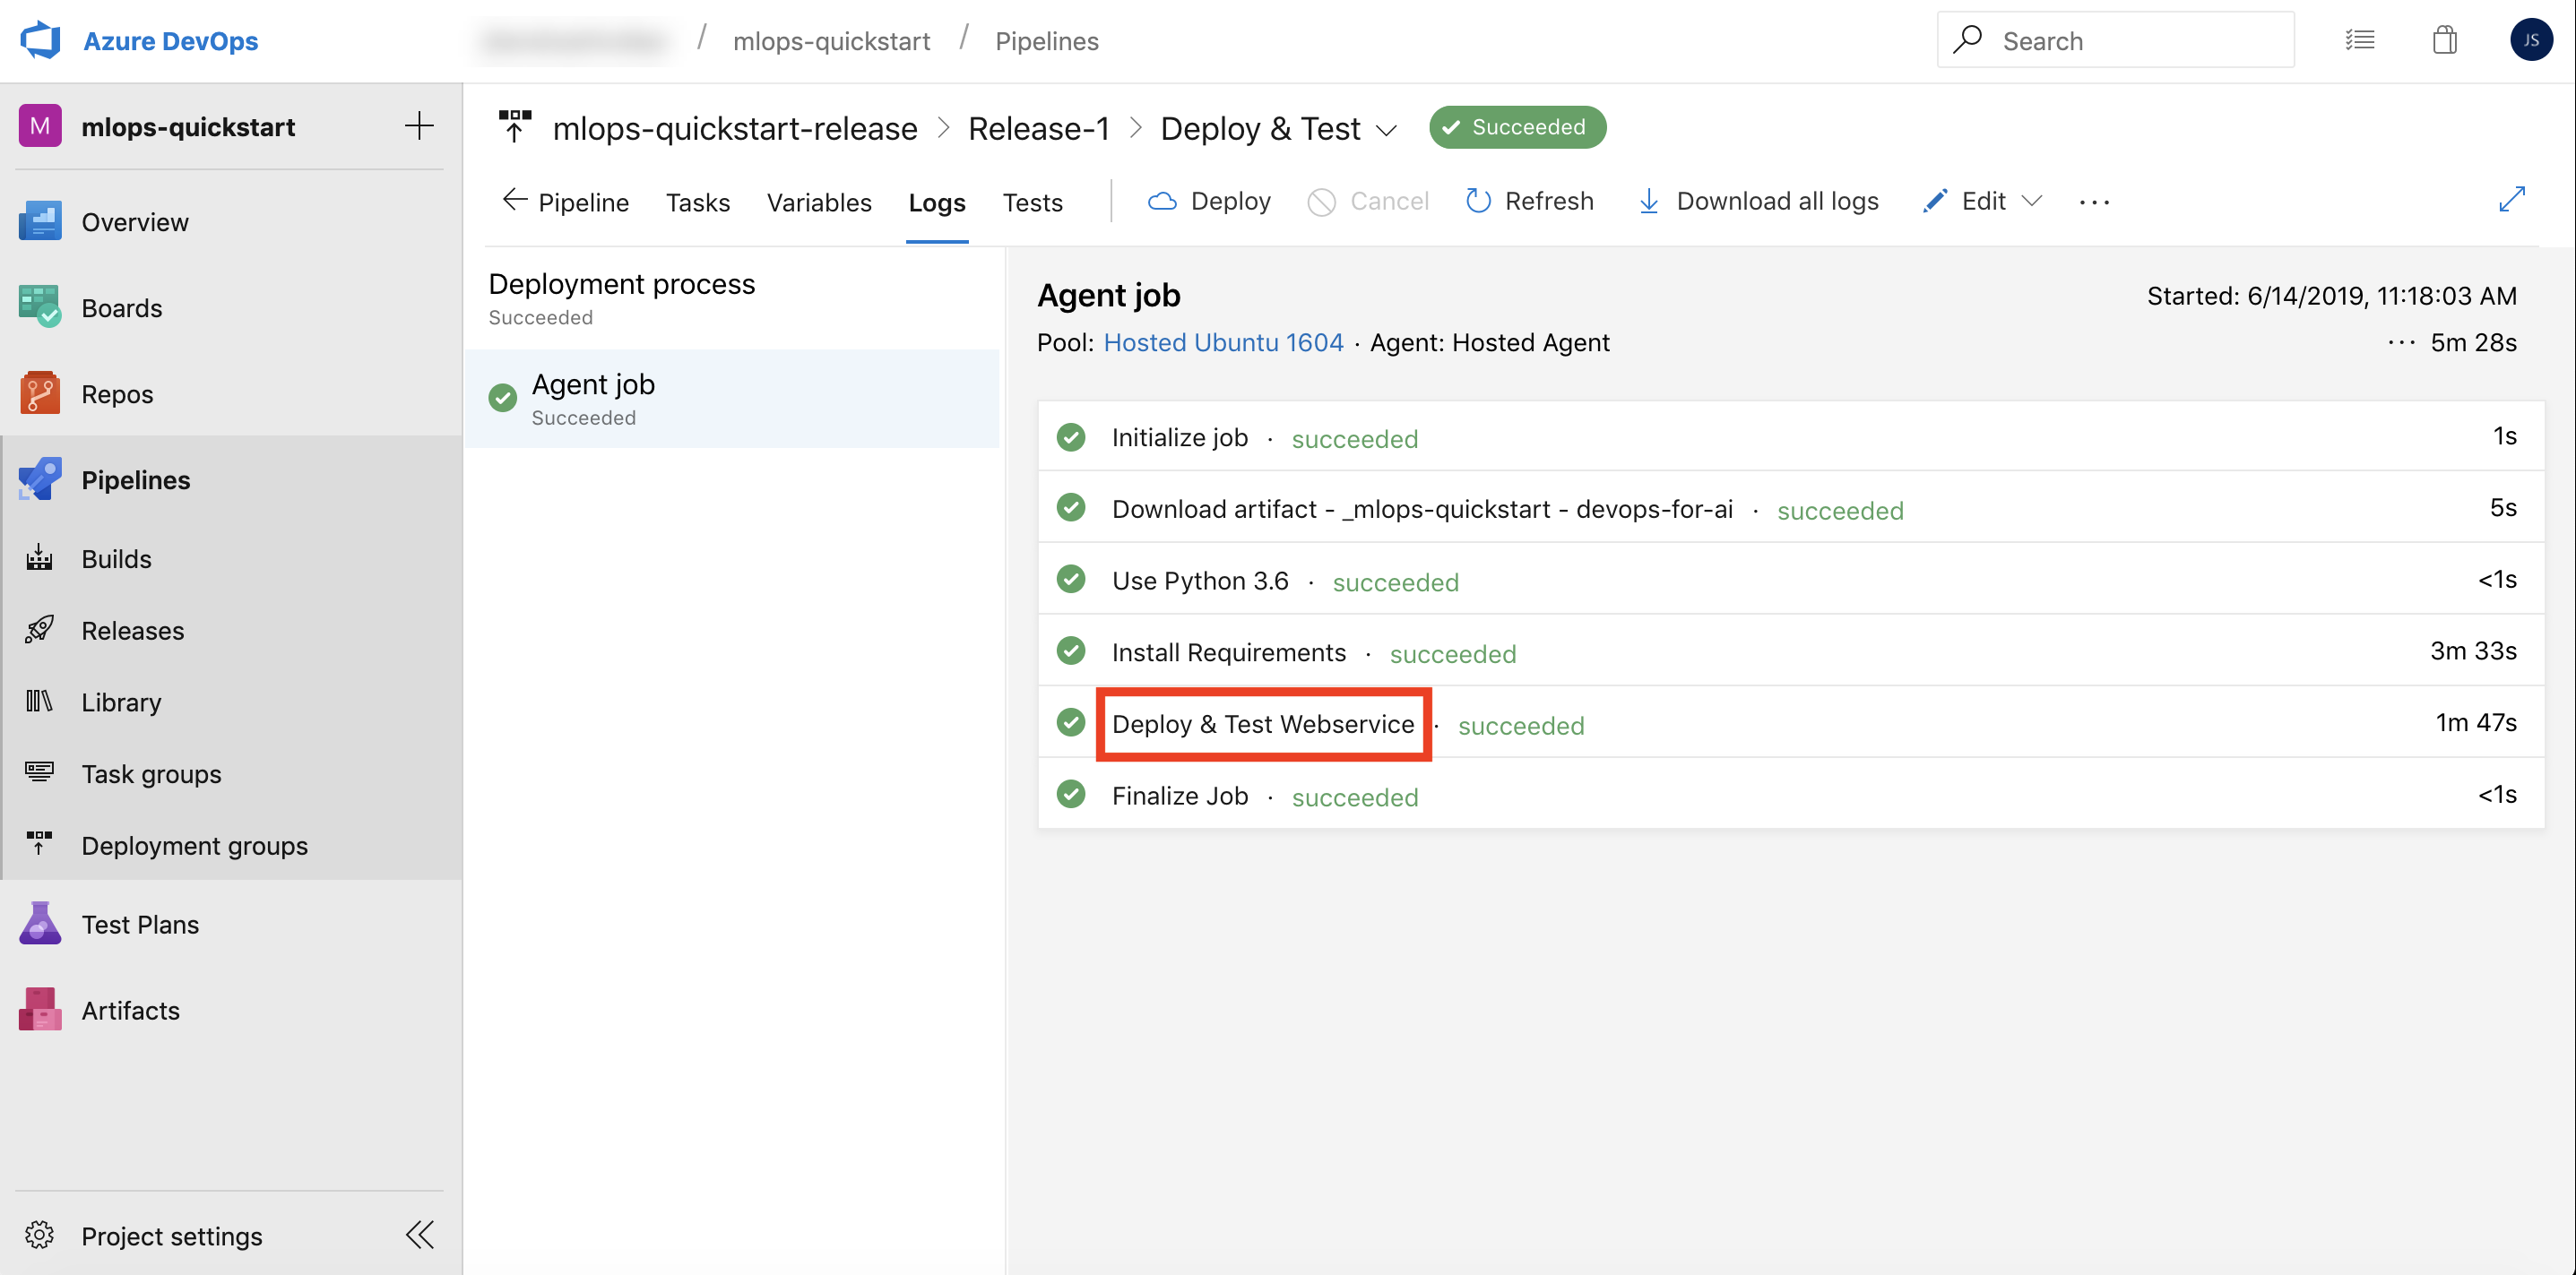 Azure DevOps
/ mlops-quickstart / Pipelines
Search
JS
M mlops-quickstart
Overview
Boards
Repos
Pipelines
Builds
Releases
Library
Task groups
Deployment groups
Test Plans
Artifacts
Project settings
mlops-quickstart-release > Release-1 > Deploy & Test
Succeeded
Pipeline Tasks Variables Logs Tests
Deploy Cancel Refresh Download all logs Edit ...
Deployment process
Succeeded
Agent job
Succeeded
Agent job
Started: 6/14/2019, 11:18:03 AM
Pool: Hosted Ubuntu 1604 · Agent: Hosted Agent
··· 5m 28s
Initialize job · succeeded 1s
Download artifact - _mlops-quickstart - devops-for-ai · succeeded 5s
Use Python 3.6 · succeeded <1s
Install Requirements · succeeded 3m 33s
Deploy & Test Webservice · succeeded 1m 47s
Finalize Job · succeeded <1s